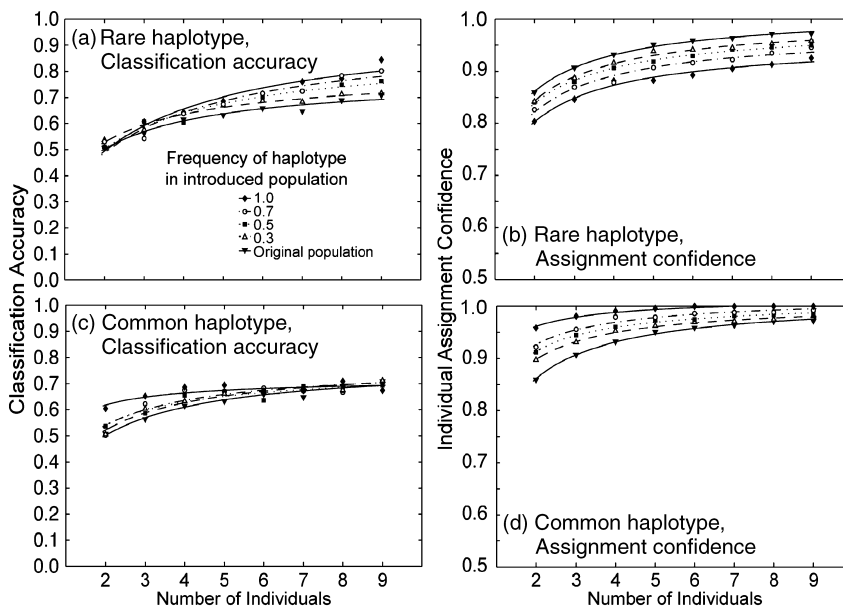 Classification Accuracy
1.0
0.9
0.8
0.7
0.6
0.5
0.4
0.3
0.2
0.1
0.0
(a) Rare haplotype,
Classification accuracy
Frequency of haplotype
in introduced population
1.0
0.7
0.5
0.3
Original population
Individual Assignment Confidence
1.0
0.9
0.8
0.7
0.6
0.5
(b) Rare haplotype,
Assignment confidence
1.0
0.9
0.8
0.7
0.6
0.5
0.4
0.3
0.2
0.1
0.0
(c) Common haplotype,
Classification accuracy
2 3 4 5 6 7 8 9
Number of Individuals
1.0
0.9
0.8
0.7
0.6
0.5
(d) Common haplotype,
Assignment confidence
2 3 4 5 6 7 8 9
Number of Individuals